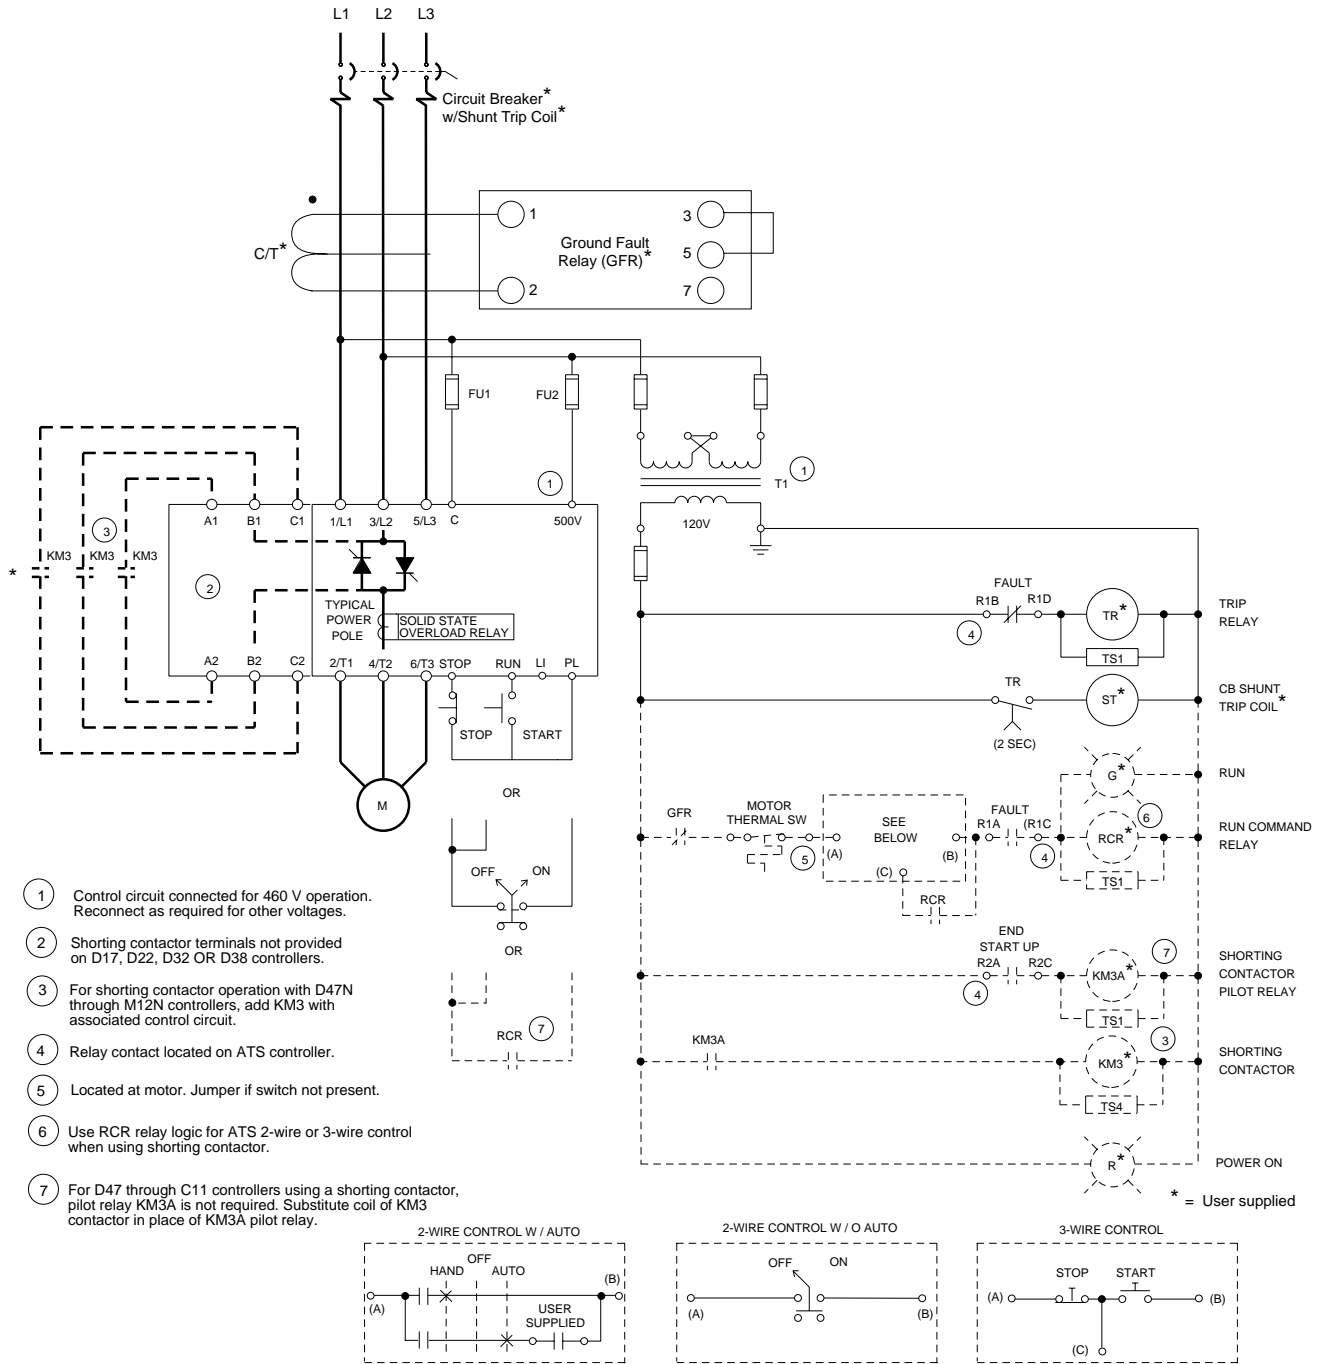 L1 L2 L3
Circuit Breaker*
w/Shunt Trip Coil*
C/T*
1 3
Ground Fault
Relay (GFR)*
5
2 7
FU1 FU2
1
1
T1
120V
A1 B1 C1 1/L1 3/L2 5/L3 C 500V
3
* KM3 KM3 KM3
2
TYPICAL
POWER
POLE
SOLID STATE
OVERLOAD RELAY
A2 B2 C2 2/T1 4/T2 6/T3 STOP RUN LI PL
STOP START
M
OR
OFF ON
OR
RCR 7
FAULT
R1B R1D
4
TR*
TS1
TRIP
RELAY
TR
(2 SEC)
ST*
CB SHUNT
TRIP COIL*
G*
RUN
GFR
MOTOR
THERMAL SW
5
SEE
BELOW
(A) (B)
(C)
RCR
FAULT
R1A (R1C
4
6
RCR*
TS1
RUN COMMAND
RELAY
END
START UP
R2A R2C
4
7
KM3A*
TS1
SHORTING
CONTACTOR
PILOT RELAY
KM3A
3
KM3*
TS4
SHORTING
CONTACTOR
R*
POWER ON
* = User supplied
1 Control circuit connected for 460 V operation.
Reconnect as required for other voltages.
2 Shorting contactor terminals not provided
on D17, D22, D32 OR D38 controllers.
3 For shorting contactor operation with D47N
through M12N controllers, add KM3 with
associated control circuit.
4 Relay contact located on ATS controller.
5 Located at motor. Jumper if switch not present.
6 Use RCR relay logic for ATS 2-wire or 3-wire control
when using shorting contactor.
7 For D47 through C11 controllers using a shorting contactor,
pilot relay KM3A is not required. Substitute coil of KM3
contactor in place of KM3A pilot relay.
2-WIRE CONTROL W / AUTO
OFF
HAND AUTO
(A) (B)
USER
SUPPLIED
2-WIRE CONTROL W / O AUTO
OFF ON
(A) (B)
3-WIRE CONTROL
STOP START
(A) (B)
(C)